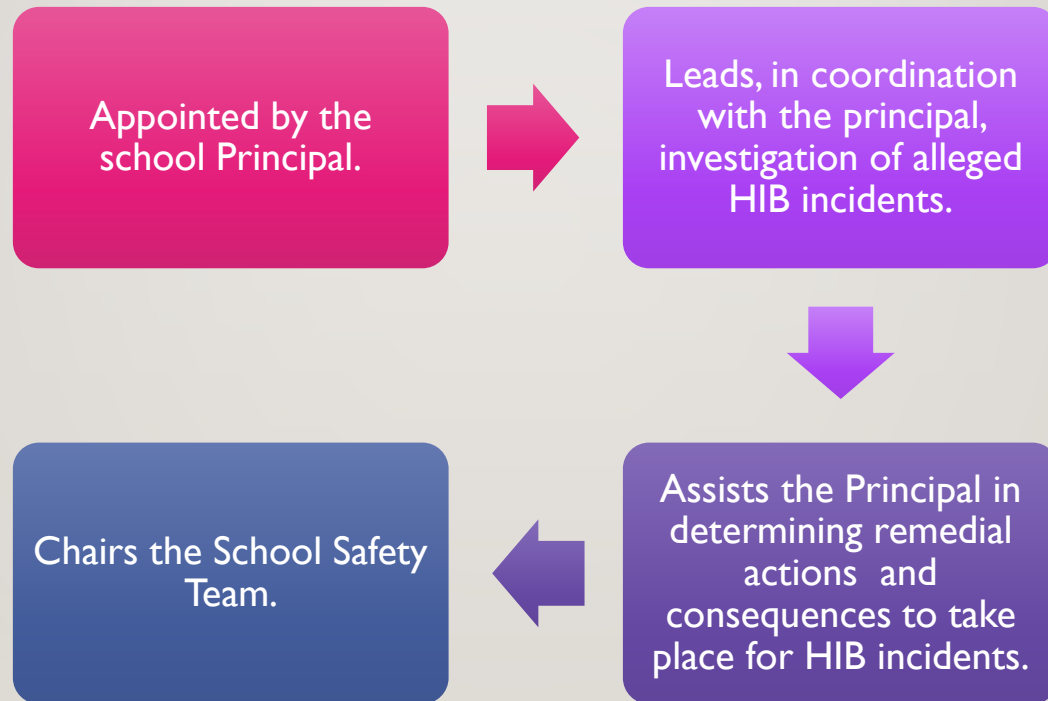 Appointed by the
school Principal.
Leads, in coordination
with the principal,
investigation of alleged
HIB incidents.
Assists the Principal in
determining remedial
actions  and
consequences to take
place for HIB incidents.
Chairs the School Safety
Team.